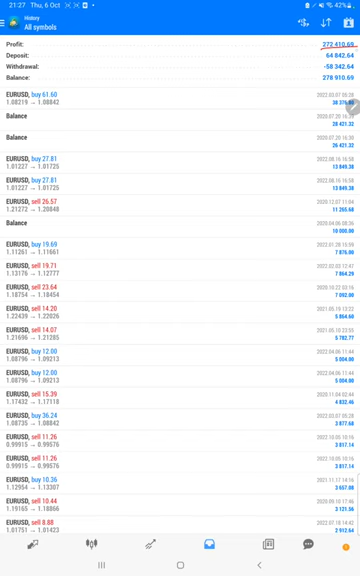 21:27 Thu, 6 Oct
42%
History
All symbols
Profit: 272 410.69
Deposit: 64 842.64
Withdrawal: -58 342.64
Balance: 278 910.69
EURUSD, buy 61.60 2022.03.07 05:28
1.08219 → 1.08842
Balance 2020.07.20 16:39
28 421.32
Balance 2020.07.20 16:30
26 421.32
EURUSD, buy 27.81 2022.08.16 16:58
1.01227 → 1.01725 13 849.38
EURUSD, buy 27.81 2022.08.16 16:58
1.01227 → 1.01725 13 849.38
EURUSD, sell 26.57 2020.12.07 11:04
1.21272 → 1.20848 11 265.68
Balance 2020.04.06 08:36
10 000.00
EURUSD, buy 19.69 2022.01.28 15:09
1.11261 → 1.11661 7 876.00
EURUSD, sell 19.71 2022.02.03 12:47
1.13176 → 1.12777 7 864.29
EURUSD, sell 23.64 2020.10.22 03:16
1.18754 → 1.18454 7 092.00
EURUSD, sell 14.20 2021.05.19 13:22
1.22439 → 1.22026 5 864.60
EURUSD, sell 14.07 2021.05.10 23:55
1.21696 → 1.21285 5 782.77
EURUSD, buy 12.00 2022.04.06 11:44
1.08796 → 1.09213 5 004.00
EURUSD, buy 12.00 2022.04.06 11:44
1.08796 → 1.09213 5 004.00
EURUSD, sell 15.39 2020.11.04 02:44
1.17432 → 1.17118 4 832.46
EURUSD, buy 36.24 2022.03.07 05:28
1.08735 → 1.08842 3 877.68
EURUSD, sell 11.26 2022.10.05 10:16
0.99915 → 0.99576 3 817.14
EURUSD, sell 11.26 2022.10.05 10:16
0.99915 → 0.99576 3 817.14
EURUSD, buy 10.36 2021.11.17 14:16
1.12954 → 1.13307 3 657.08
EURUSD, sell 10.44 2020.09.10 17:46
1.19165 → 1.18866 3 121.56
EURUSD, sell 8.88 2022.07.18 14:42
1.01751 → 1.01423 2 912.64